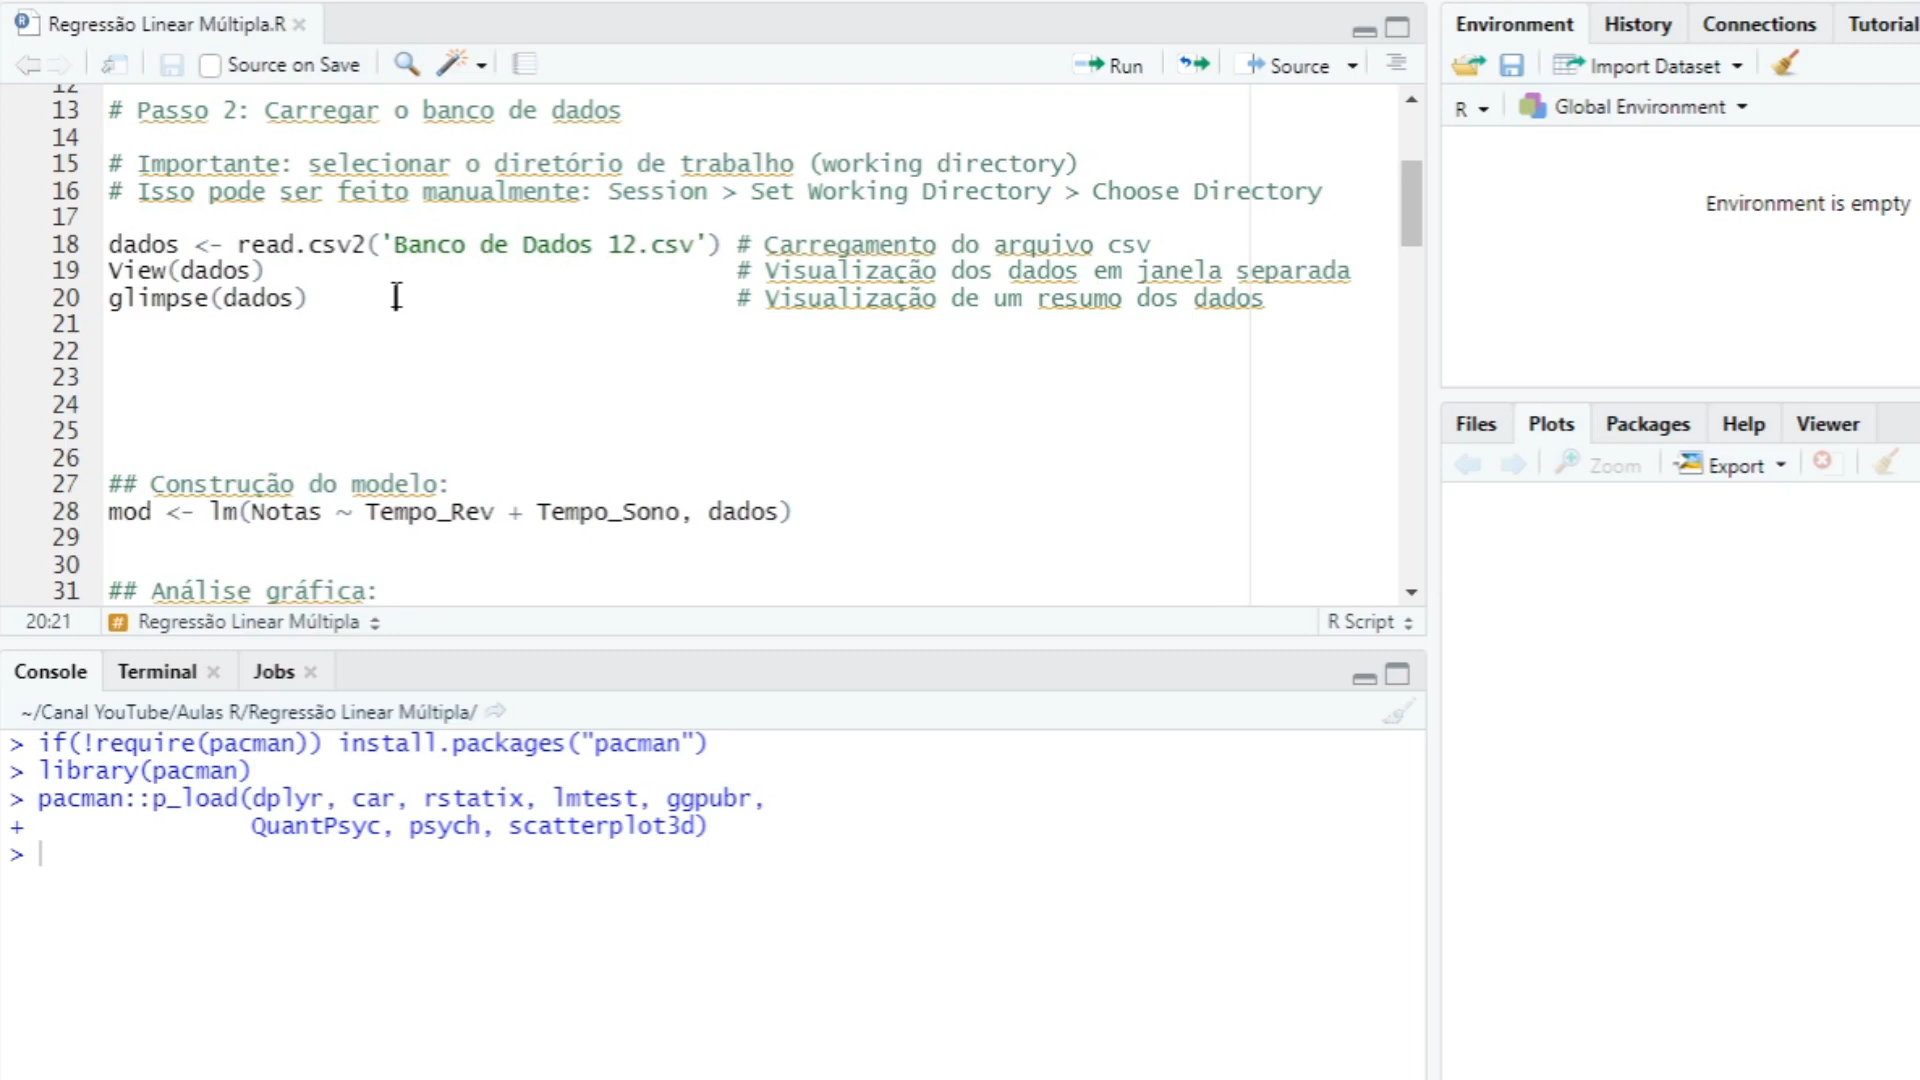 Regressão Linear Múltipla.R
Source on Save
Run
Source
12
13 # Passo 2: Carregar o banco de dados
14
15 # Importante: selecionar o diretório de trabalho (working directory)
16 # Isso pode ser feito manualmente: Session > Set Working Directory > Choose Directory
17
18 dados <- read.csv2('Banco de Dados 12.csv') # Carregamento do arquivo csv
19 View(dados) # Visualização dos dados em janela separada
20 glimpse(dados) # Visualização de um resumo dos dados
21
22
23
24
25
26
27 ## Construção do modelo:
28 mod <- lm(Notas ~ Tempo_Rev + Tempo_Sono, dados)
29
30
31 ## Análise gráfica:
20:21 # Regressão Linear Múltipla R Script
Console Terminal Jobs
~/Canal YouTube/Aulas R/Regressão Linear Múltipla/
> if(!require(pacman)) install.packages("pacman")
> library(pacman)
> pacman::p_load(dplyr, car, rstatix, lmtest, ggpubr,
+ QuantPsyc, psych, scatterplot3d)
>
Environment History Connections Tutorial
Import Dataset
R Global Environment
Environment is empty
Files Plots Packages Help Viewer
Zoom Export